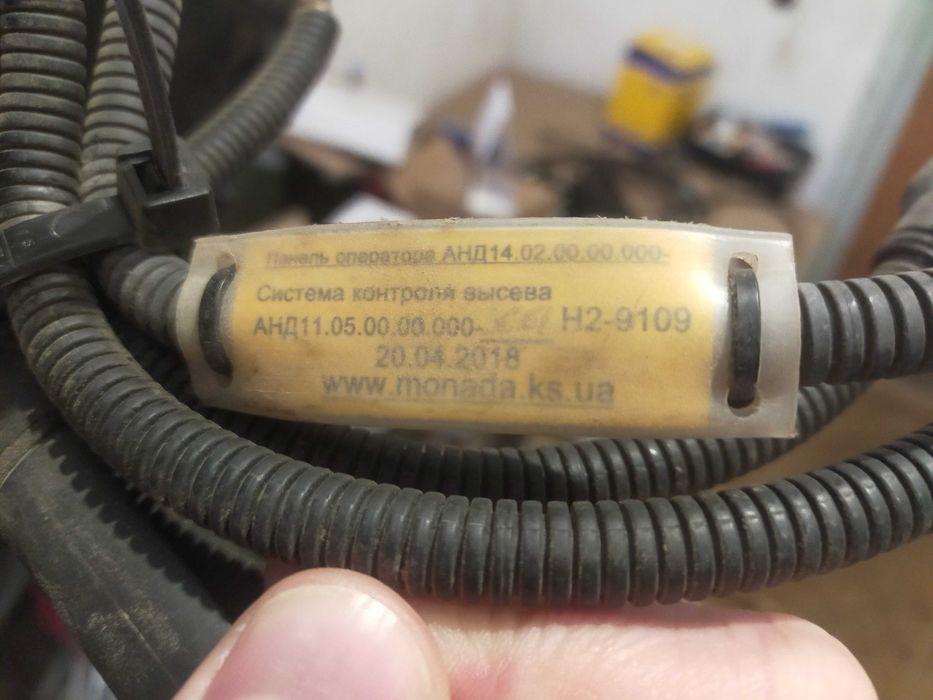 Панель оператора АНД14.02.00.00.000-
Система контроля высева
АНД11.05.00.00.000- Н2-9109
20.04.2018
www.monada.ks.ua